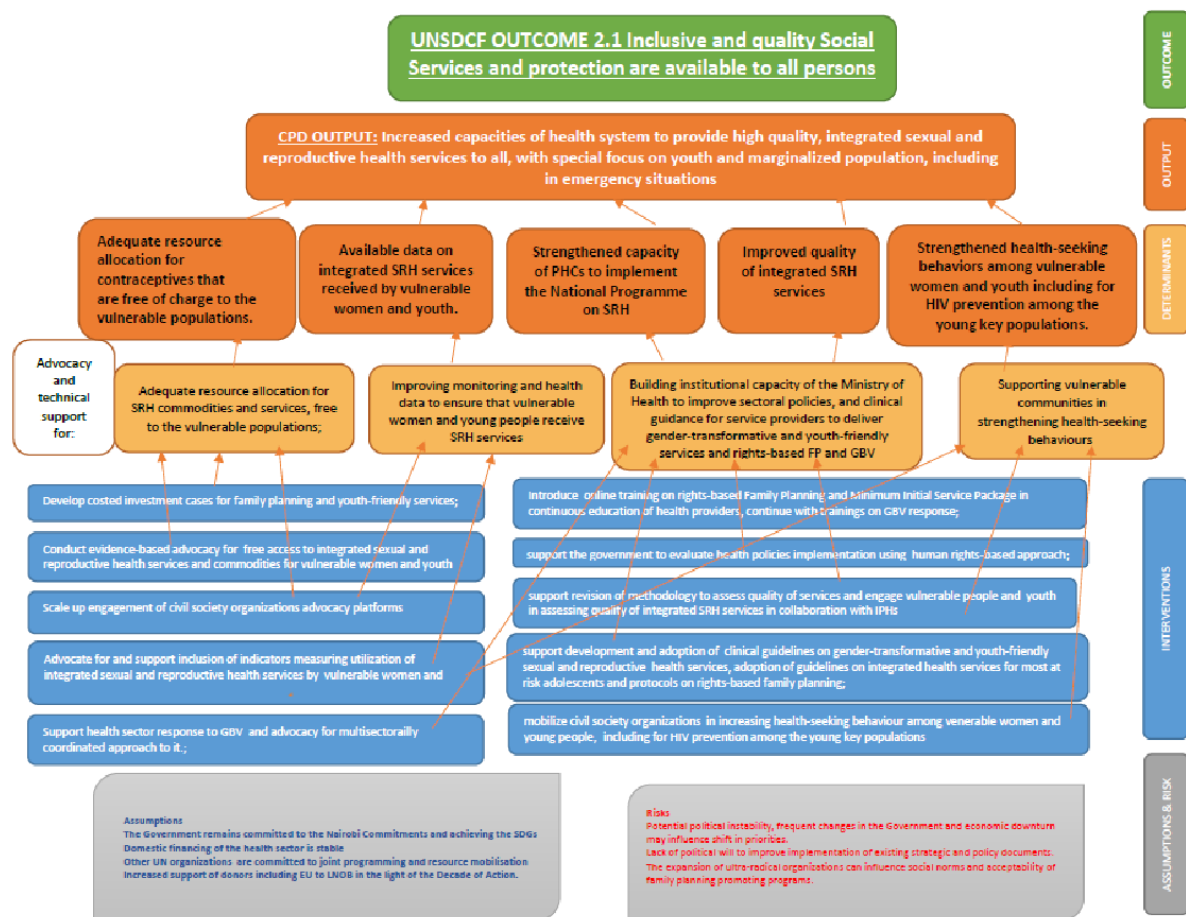 UNSDCF OUTCOME 2.1 Inclusive and quality Social
Services and protection are available to all persons
OUTCOME
CPD OUTPUT: Increased capacities of health system to provide high quality, integrated sexual and
reproductive health services to all, with special focus on youth and marginalized population, including
in emergency situations
OUTPUT
Adequate resource
allocation for
contraceptives that
are free of charge to the
vulnerable populations.
Available data on
integrated SRH services
received by vulnerable
women and youth.
Strengthened capacity
of PHCs to implement
the National Programme
on SRH
Improved quality
of integrated SRH
services
Strengthened health-seeking
behaviors among vulnerable
women and youth including for
HIV prevention among the
young key populations.
DETERMINANTS
Advocacy
and
technical
support
for:
Adequate resource allocation for
SRH commodities and services, free
to the vulnerable populations;
Improving monitoring and health
data to ensure that vulnerable
women and young people receive
SRH services
Building institutional capacity of the Ministry of
Health to improve sectoral policies, and clinical
guidance for service providers to deliver
gender-transformative and youth-friendly
services and rights-based FP and GBV
Supporting vulnerable
communities in
strengthening health-seeking
behaviours
Develop costed investment cases for family planning and youth-friendly services;
Conduct evidence-based advocacy for free access to integrated sexual and
reproductive health services and commodities for vulnerable women and youth
Scale up engagement of civil society organizations advocacy platforms
Advocate for and support inclusion of indicators measuring utilization of
integrated sexual and reproductive health services by vulnerable women and
Support health sector response to GBV and advocacy for multisectorailly
coordinated approach to it.;
Introduce online training on rights-based Family Planning and Minimum Initial Service Package in
continuous education of health providers, continue with trainings on GBV response;
support the government to evaluate health policies implementation using human rights-based approach;
support revision of methodology to assess quality of services and engage vulnerable people and youth
in assessing quality of integrated SRH services in collaboration with IPHs
support development and adoption of clinical guidelines on gender-transformative and youth-friendly
sexual and reproductive health services, adoption of guidelines on integrated health services for most at
risk adolescents and protocols on rights-based family planning;
mobilize civil society organizations in increasing health-seeking behaviour among venerable women and
young people, including for HIV prevention among the young key populations
INTERVENTIONS
Assumptions
The Government remains committed to the Nairobi Commitments and achieving the SDGs
Domestic financing of the health sector is stable
Other UN organizations are committed to joint programming and resource mobilisation
Increased support of donors including EU to LNOB in the light of the Decade of Action.
Risks
Potential political instability, frequent changes in the Government and economic downturn
may influence shift in priorities.
Lack of political will to improve implementation of existing strategic and policy documents.
The expansion of ultra-radical organizations can influence social norms and acceptability of
family planning promoting programs.
ASSUMPTIONS & RISK